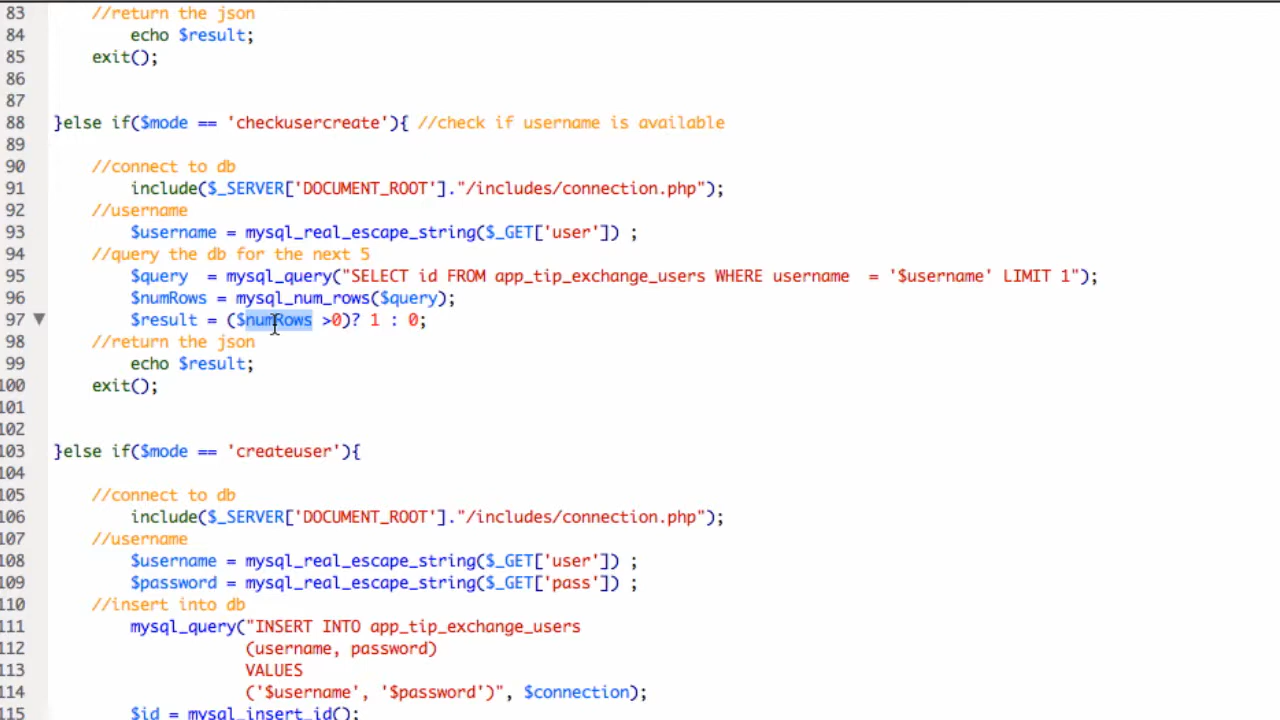 83 //return the json
84 echo $result;
85 exit();
86
87
88 }else if($mode == 'checkusercreate'){ //check if username is available
89
90 //connect to db
91 include($_SERVER['DOCUMENT_ROOT']."/includes/connection.php");
92 //username
93 $username = mysql_real_escape_string($_GET['user']) ;
94 //query the db for the next 5
95 $query  = mysql_query("SELECT id FROM app_tip_exchange_users WHERE username  = '$username' LIMIT 1");
96 $numRows = mysql_num_rows($query);
97 $result = ($numRows >0)? 1 : 0;
98 //return the json
99 echo $result;
100 exit();
101
102
103 }else if($mode == 'createuser'){
104
105 //connect to db
106 include($_SERVER['DOCUMENT_ROOT']."/includes/connection.php");
107 //username
108 $username = mysql_real_escape_string($_GET['user']) ;
109 $password = mysql_real_escape_string($_GET['pass']) ;
110 //insert into db
111 mysql_query("INSERT INTO app_tip_exchange_users
112 (username, password)
113 VALUES
114 ('$username', '$password')", $connection);
115 $id = mysql_insert_id();